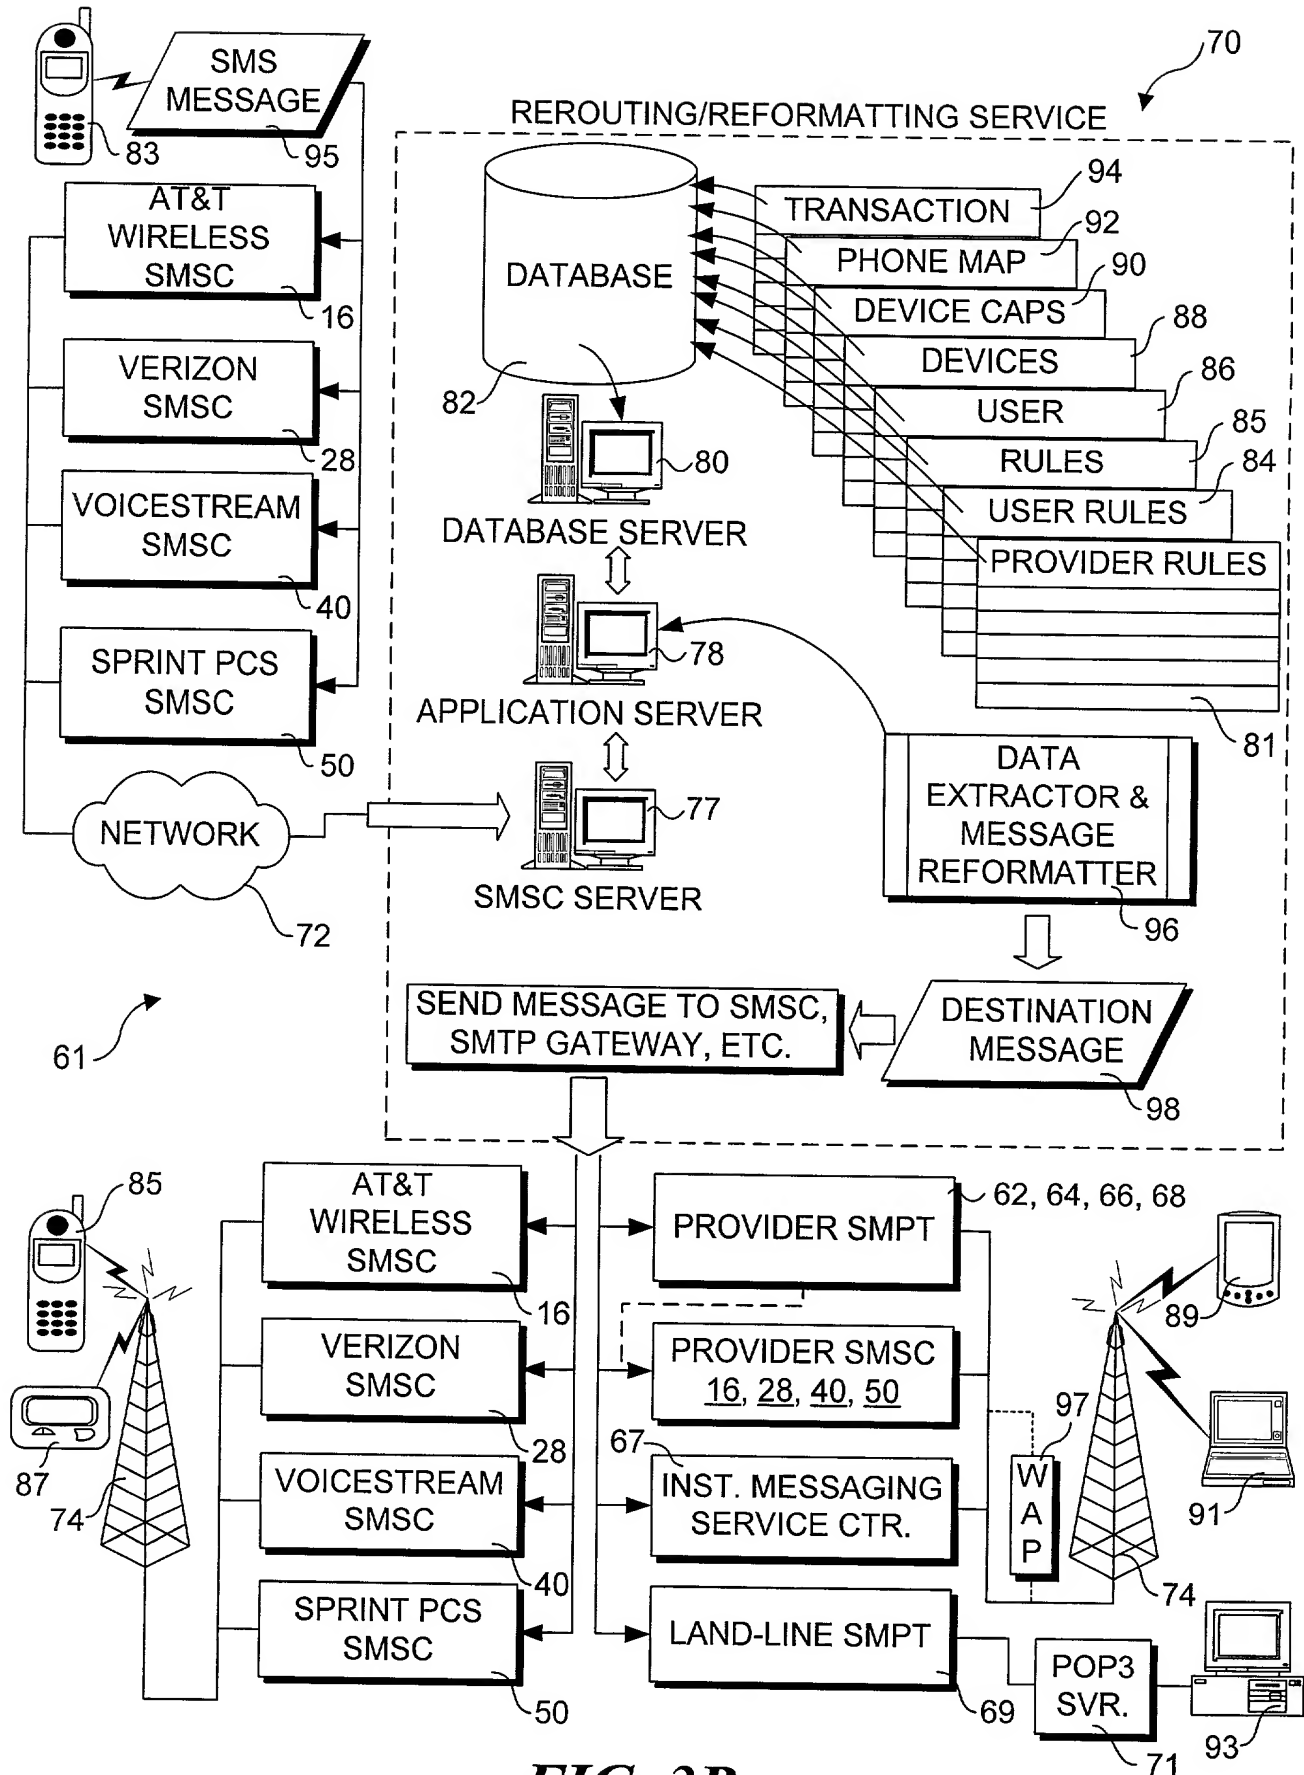 70
SMS
MESSAGE
83
95
REROUTING/REFORMATTING SERVICE
AT&T
WIRELESS
SMSC
16
VERIZON
SMSC
28
VOICESTREAM
SMSC
40
SPRINT PCS
SMSC
50
NETWORK
72
61
DATABASE
82
TRANSACTION
94
PHONE MAP
92
DEVICE CAPS
90
DEVICES
88
USER
86
RULES
85
USER RULES
84
PROVIDER RULES
81
80
DATABASE SERVER
78
APPLICATION SERVER
77
SMSC SERVER
DATA
EXTRACTOR &
MESSAGE
REFORMATTER
96
DESTINATION
MESSAGE
98
SEND MESSAGE TO SMSC,
SMTP GATEWAY, ETC.
85
87
74
AT&T
WIRELESS
SMSC
16
VERIZON
SMSC
28
VOICESTREAM
SMSC
40
SPRINT PCS
SMSC
50
PROVIDER SMPT
62, 64, 66, 68
PROVIDER SMSC
16, 28, 40, 50
67
INST. MESSAGING
SERVICE CTR.
LAND-LINE SMPT
69
97
W
A
P
74
89
91
POP3
SVR.
71
93
FIG. 2B